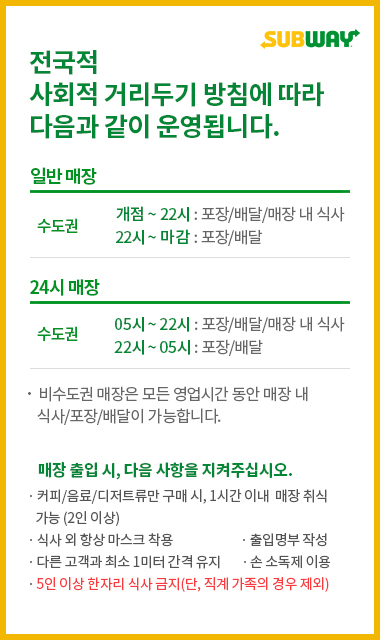 SUBWAY
전국적
사회적 거리두기 방침에 따라
다음과 같이 운영됩니다.
일반 매장
수도권
개점 ~ 22시 : 포장/배달/매장 내 식사
22시 ~ 마감 : 포장/배달
24시 매장
수도권
05시 ~ 22시 : 포장/배달/매장 내 식사
22시 ~ 05시 : 포장/배달
· 비수도권 매장은 모든 영업시간 동안 매장 내
식사/포장/배달이 가능합니다.
매장 출입 시, 다음 사항을 지켜주십시오.
· 커피/음료/디저트류만 구매 시, 1시간 이내 매장 취식
가능 (2인 이상)
· 식사 외 항상 마스크 착용 · 출입명부 작성
· 다른 고객과 최소 1미터 간격 유지 · 손 소독제 이용
· 5인 이상 한자리 식사 금지(단, 직계 가족의 경우 제외)